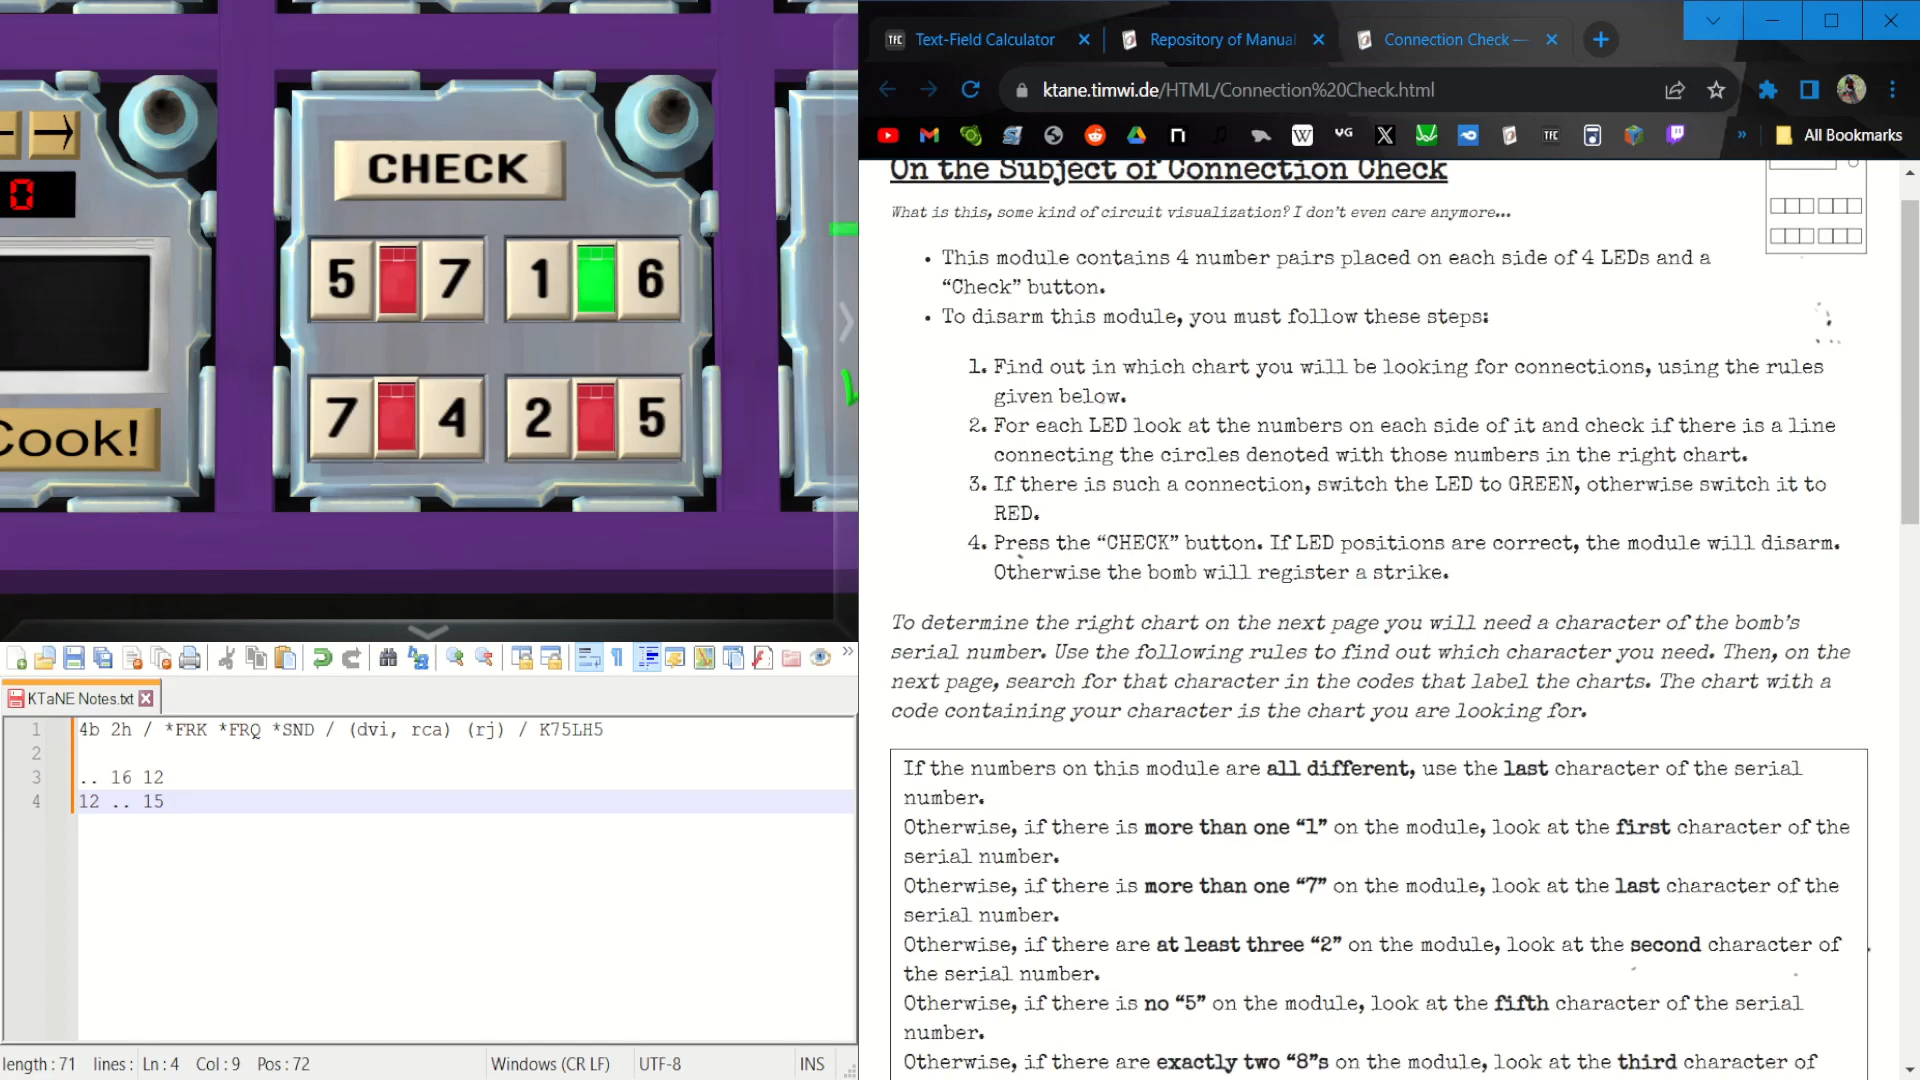 0
Cook!
CHECK
5 7 1 6
7 4 2 5
KTaNE Notes.txt
1 4b 2h / *FRK *FRQ *SND / (dvi, rca) (rj) / K75LH5
2
3 .. 16 12
4 12 .. 15
length : 71 lines : Ln : 4 Col : 9 Pos : 72 Windows (CR LF) UTF-8 INS
TFC Text-Field Calculator Repository of Manual Connection Check —
ktane.timwi.de/HTML/Connection%20Check.html
VG TFC » All Bookmarks
On the Subject of Connection Check
What is this, some kind of circuit visualization? I don't even care anymore...
• This module contains 4 number pairs placed on each side of 4 LEDs and a
“Check” button.
• To disarm this module, you must follow these steps:
1. Find out in which chart you will be looking for connections, using the rules
given below.
2. For each LED look at the numbers on each side of it and check if there is a line
connecting the circles denoted with those numbers in the right chart.
3. If there is such a connection, switch the LED to GREEN, otherwise switch it to
RED.
4. Press the “CHECK” button. If LED positions are correct, the module will disarm.
Otherwise the bomb will register a strike.
To determine the right chart on the next page you will need a character of the bomb's
serial number. Use the following rules to find out which character you need. Then, on the
next page, search for that character in the codes that label the charts. The chart with a
code containing your character is the chart you are looking for.
If the numbers on this module are all different, use the last character of the serial
number.
Otherwise, if there is more than one “1” on the module, look at the first character of the
serial number.
Otherwise, if there is more than one “7” on the module, look at the last character of the
serial number.
Otherwise, if there are at least three “2” on the module, look at the second character of
the serial number.
Otherwise, if there is no “5” on the module, look at the fifth character of the serial
number.
Otherwise, if there are exactly two “8”s on the module, look at the third character of